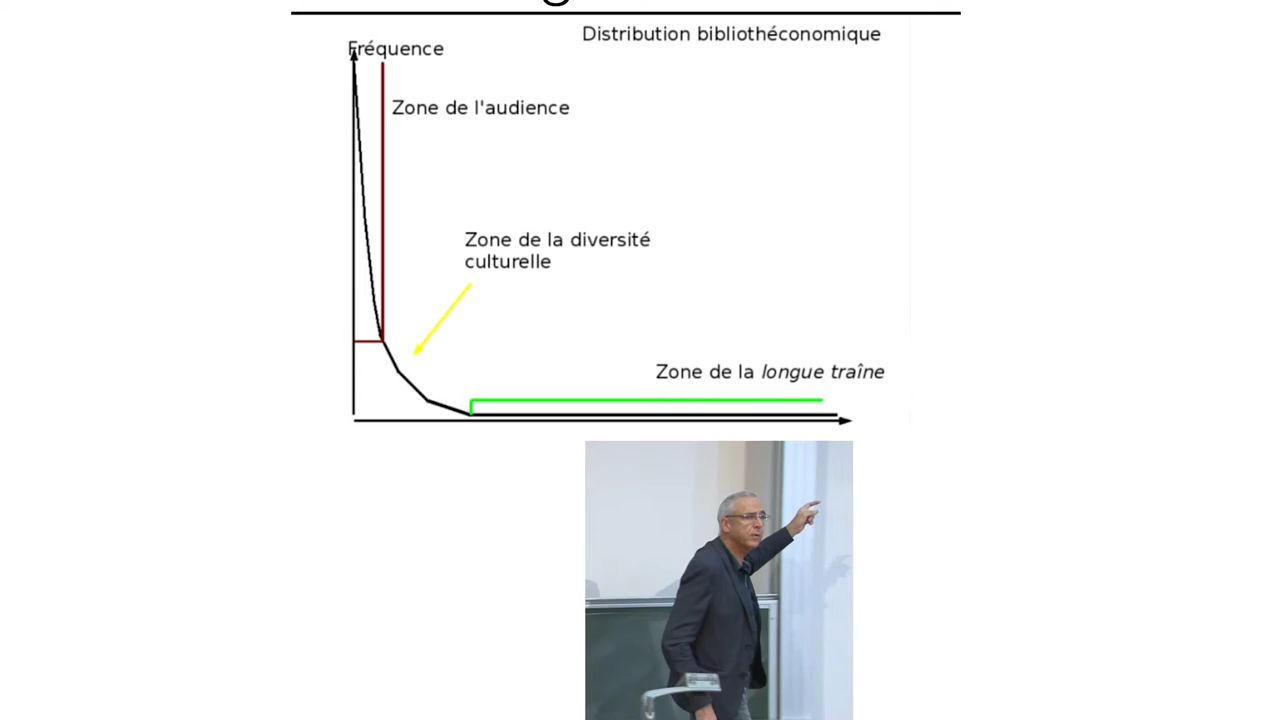 Distribution bibliothéconomique
Fréquence
Zone de l'audience
Zone de la diversité
culturelle
Zone de la longue traîne